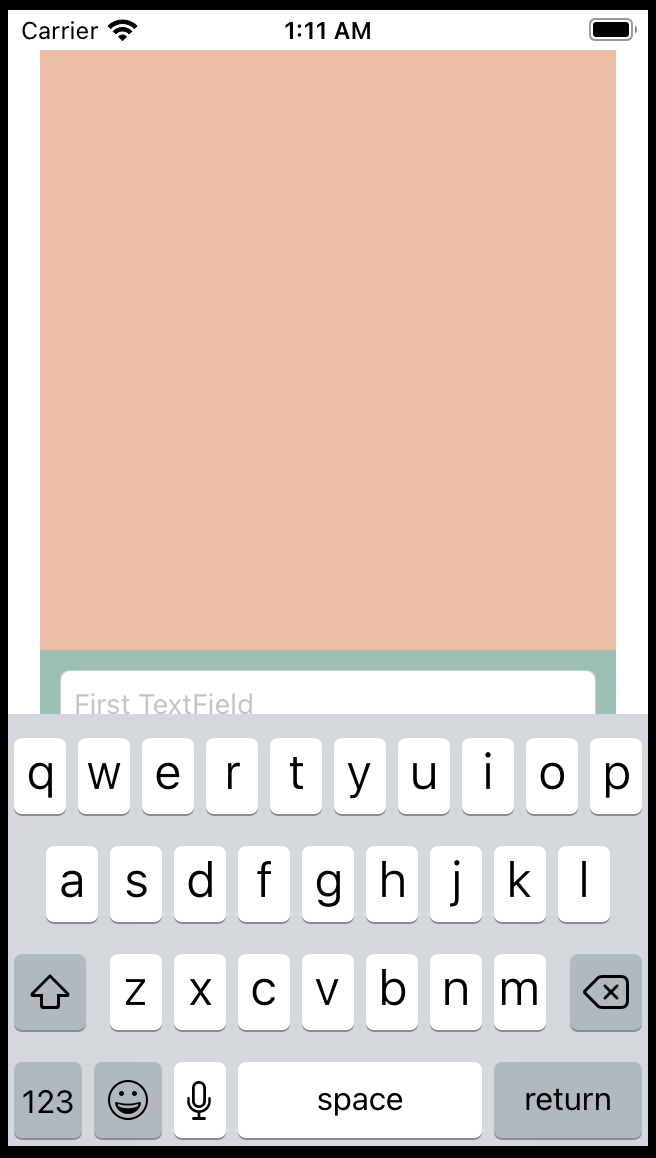 Carrier 1:11 AM
First TextField
q w e r t y u i o p
a s d f g h j k l
z x c v b n m
123 space return